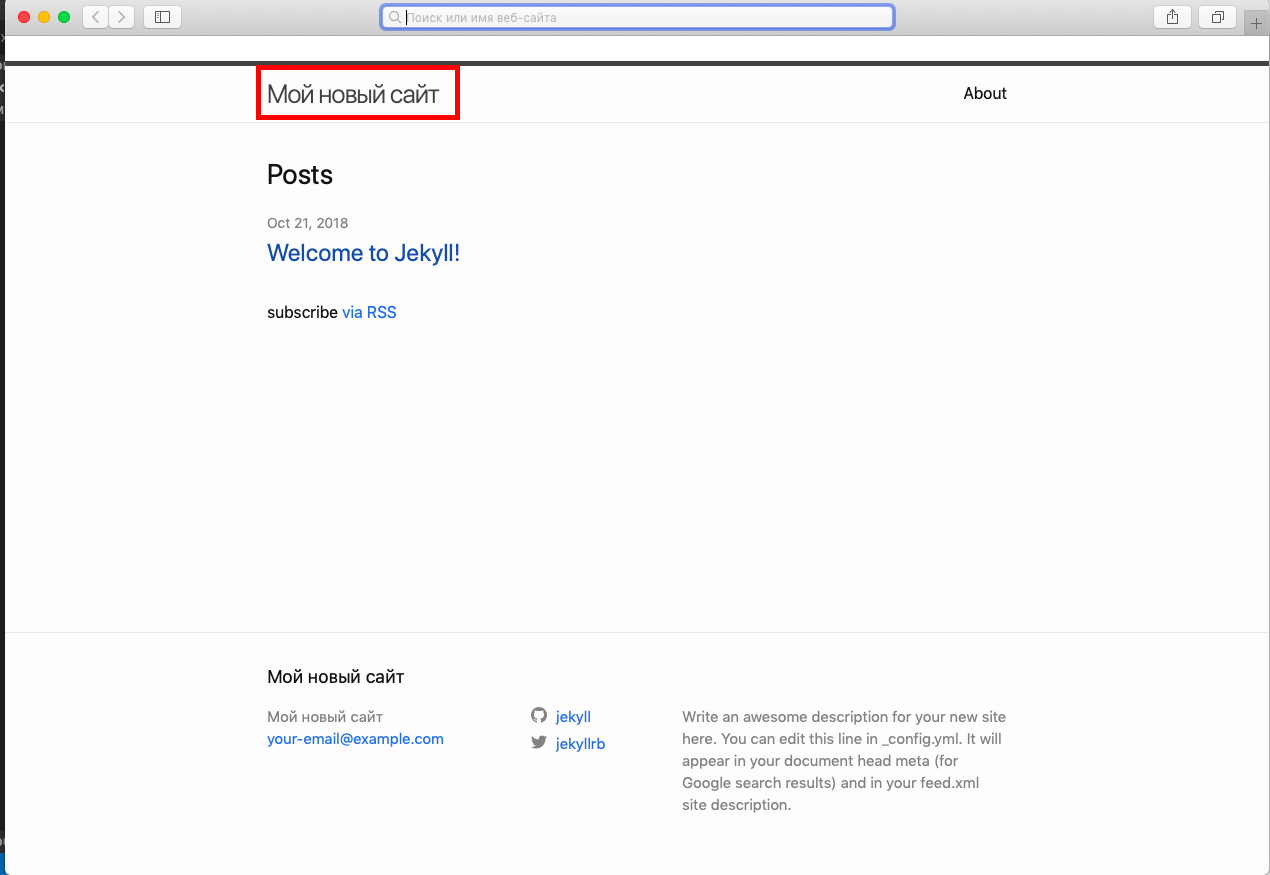 Поиск или имя веб-сайта
Мой новый сайт
About
Posts
Oct 21, 2018
Welcome to Jekyll!
subscribe via RSS
Мой новый сайт
Мой новый сайт
your-email@example.com
jekyll
jekyllrb
Write an awesome description for your new site
here. You can edit this line in _config.yml. It will
appear in your document head meta (for
Google search results) and in your feed.xml
site description.